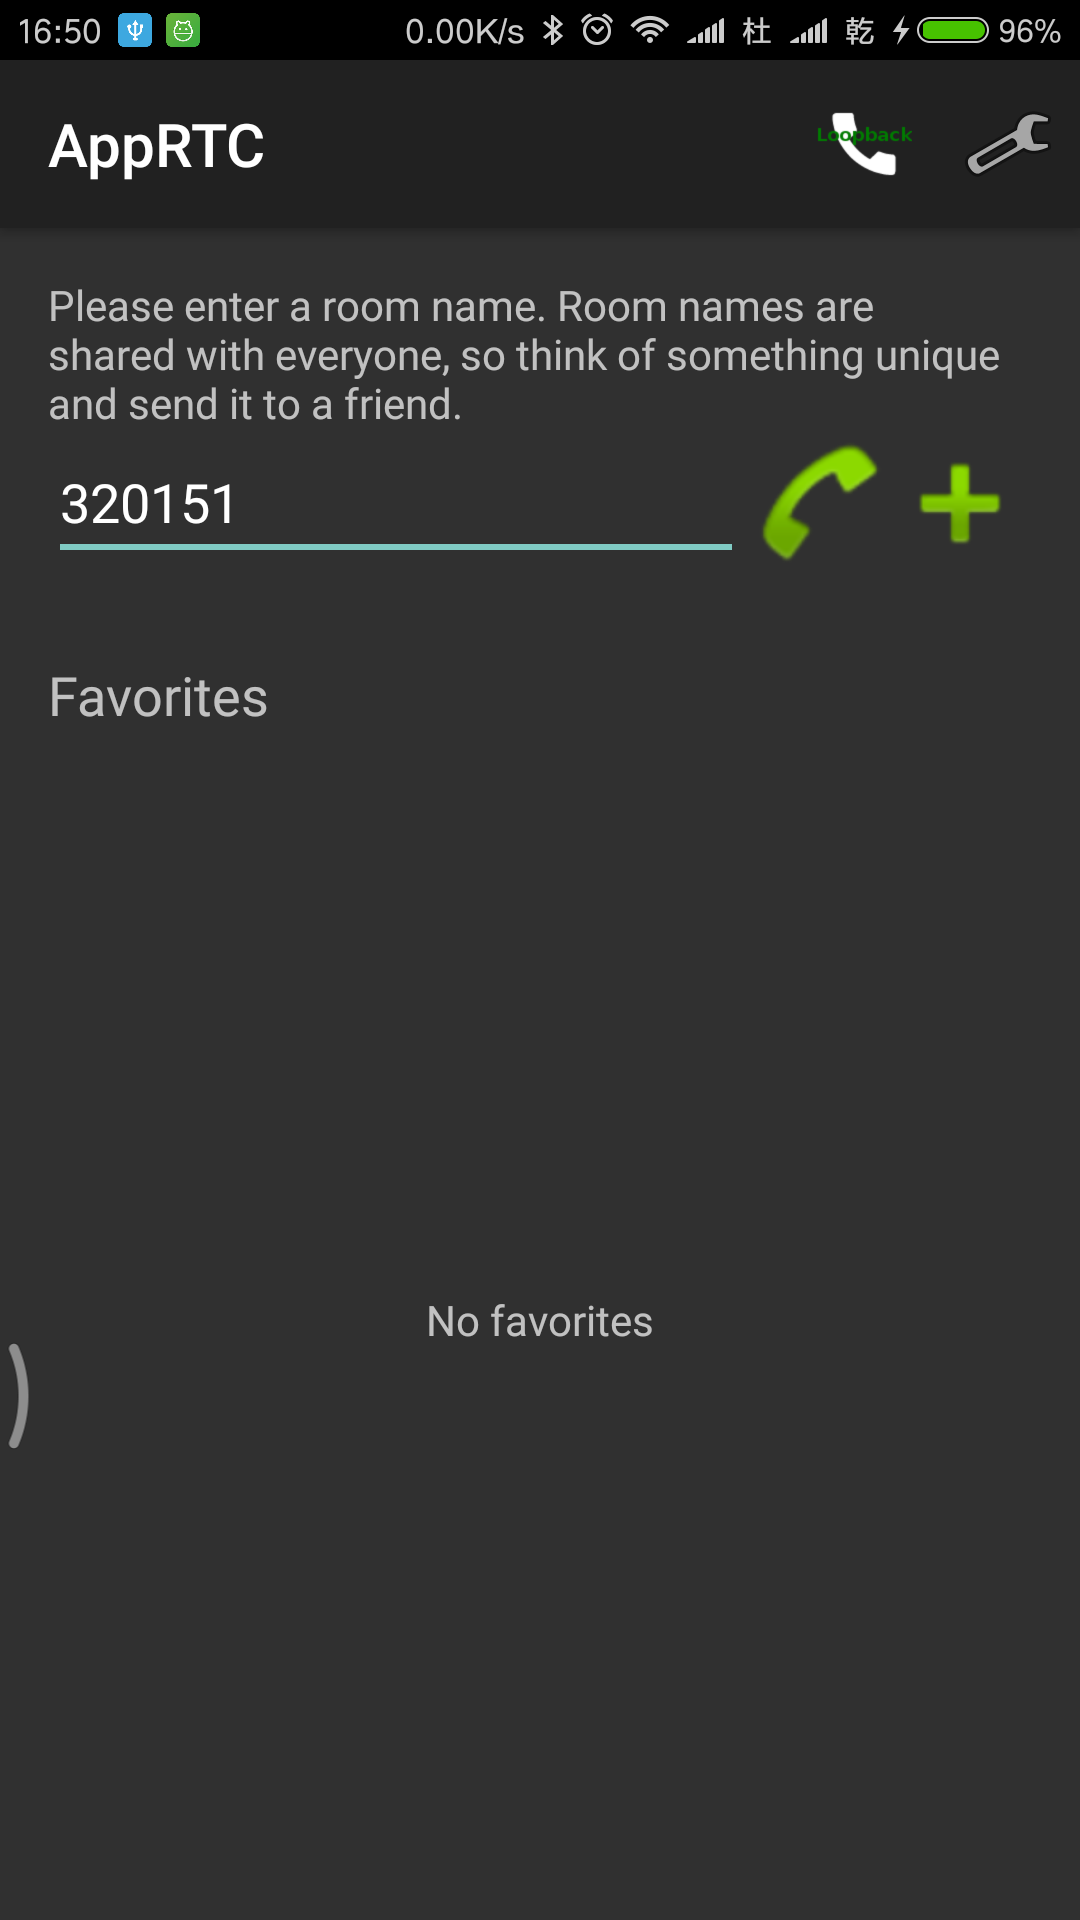 16:50 0.00K/s 杜 乾 96%
AppRTC Loopback
Please enter a room name. Room names are
shared with everyone, so think of something unique
and send it to a friend.
320151
Favorites
No favorites